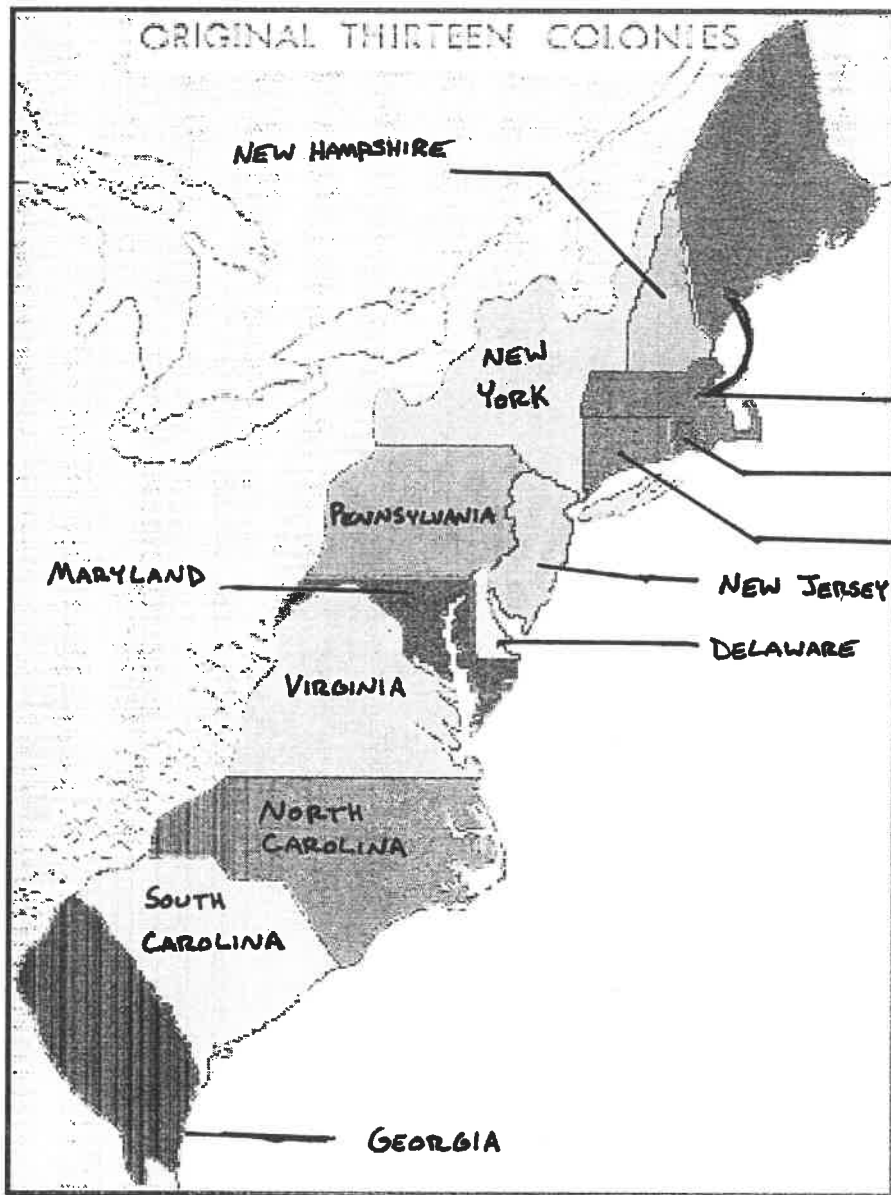 ORIGINAL THIRTEEN COLONIES
NEW HAMPSHIRE
NEW
YORK
PENNSYLVANIA
MARYLAND
NEW JERSEY
DELAWARE
VIRGINIA
NORTH
CAROLINA
SOUTH
CAROLINA
GEORGIA